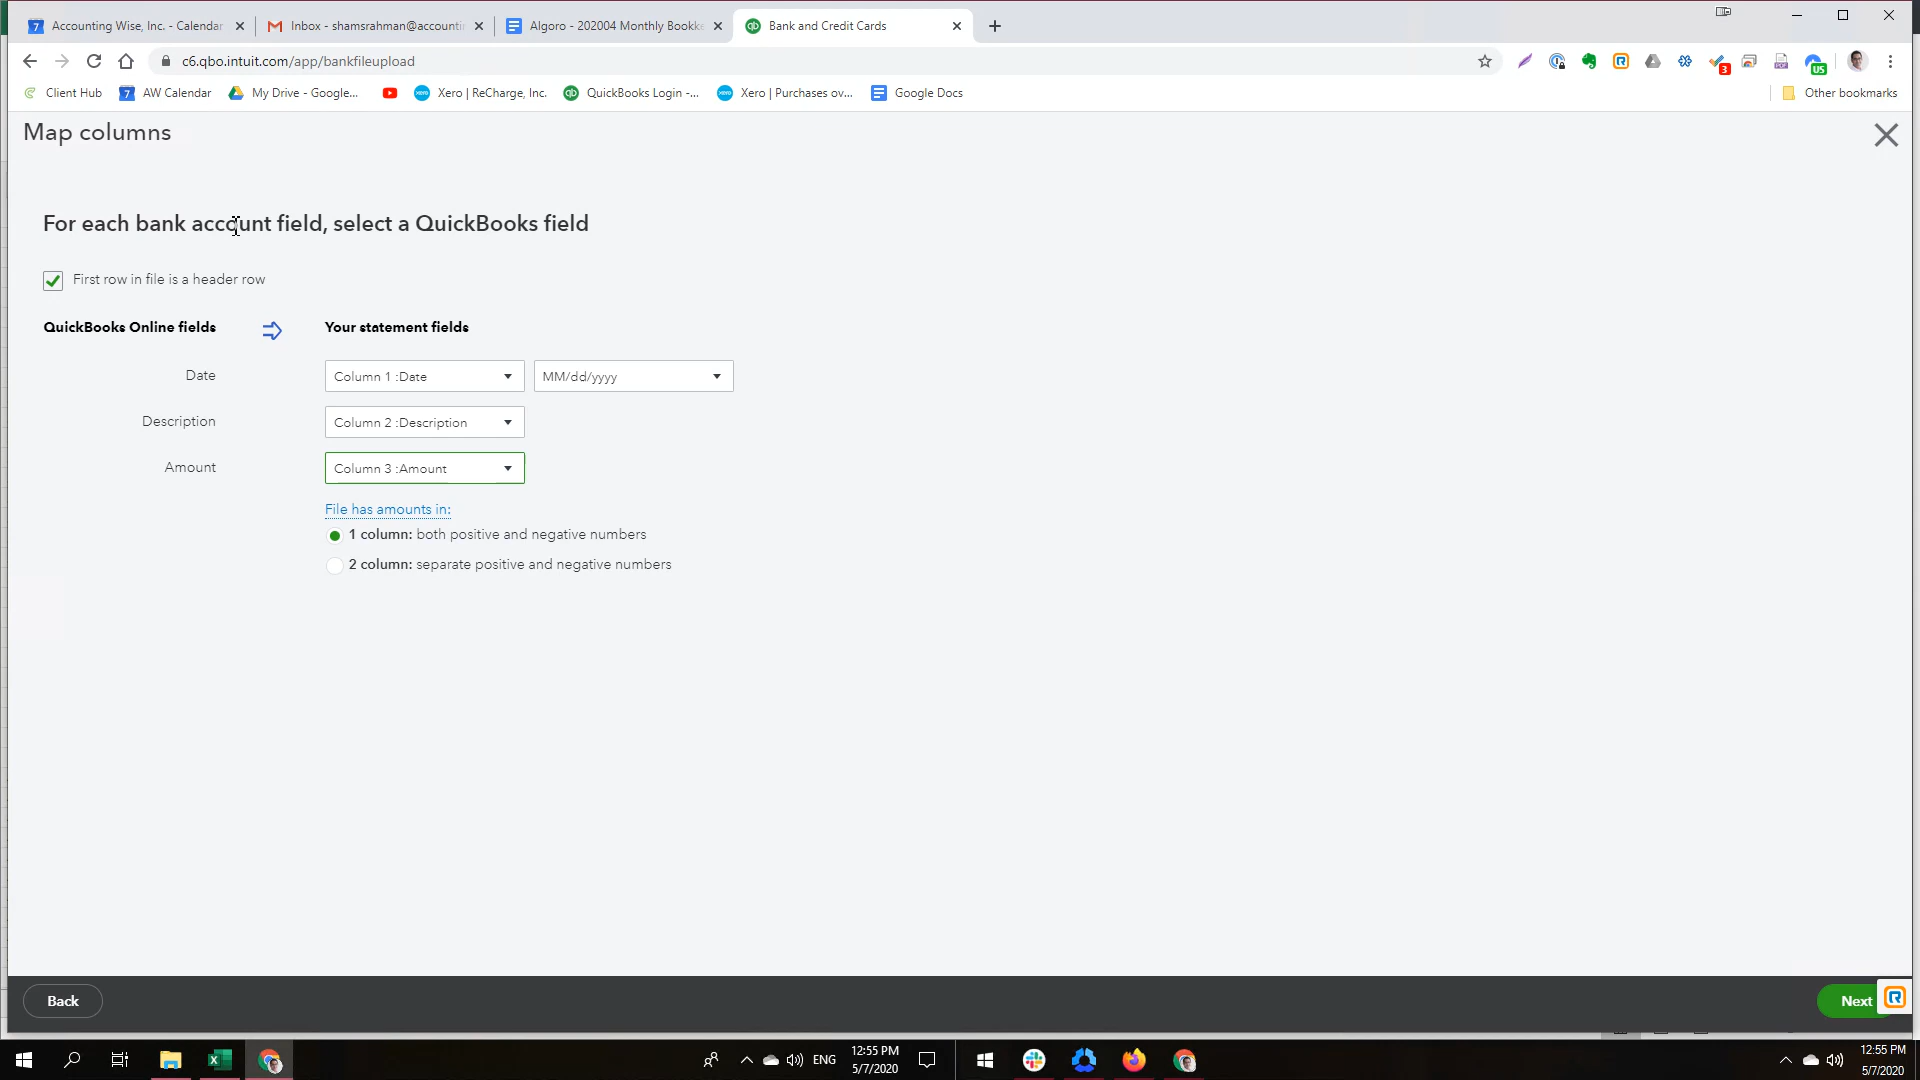 Accounting Wise, Inc. - Calendar
Inbox - shamsrahman@accounti
Algoro - 202004 Monthly Bookke
Bank and Credit Cards
c6.qbo.intuit.com/app/bankfileupload
3
US
Client Hub
7 AW Calendar
My Drive - Google...
Xero | ReCharge, Inc.
qb QuickBooks Login -...
Xero | Purchases ov...
Google Docs
Other bookmarks
Map columns
For each bank account field, select a QuickBooks field
First row in file is a header row
QuickBooks Online fields
Your statement fields
Date
Column 1 :Date
MM/dd/yyyy
Description
Column 2 :Description
Amount
Column 3 :Amount
File has amounts in:
1 column: both positive and negative numbers
2 column: separate positive and negative numbers
Back
Next
ENG
12:55 PM
5/7/2020
12:55 PM
5/7/2020